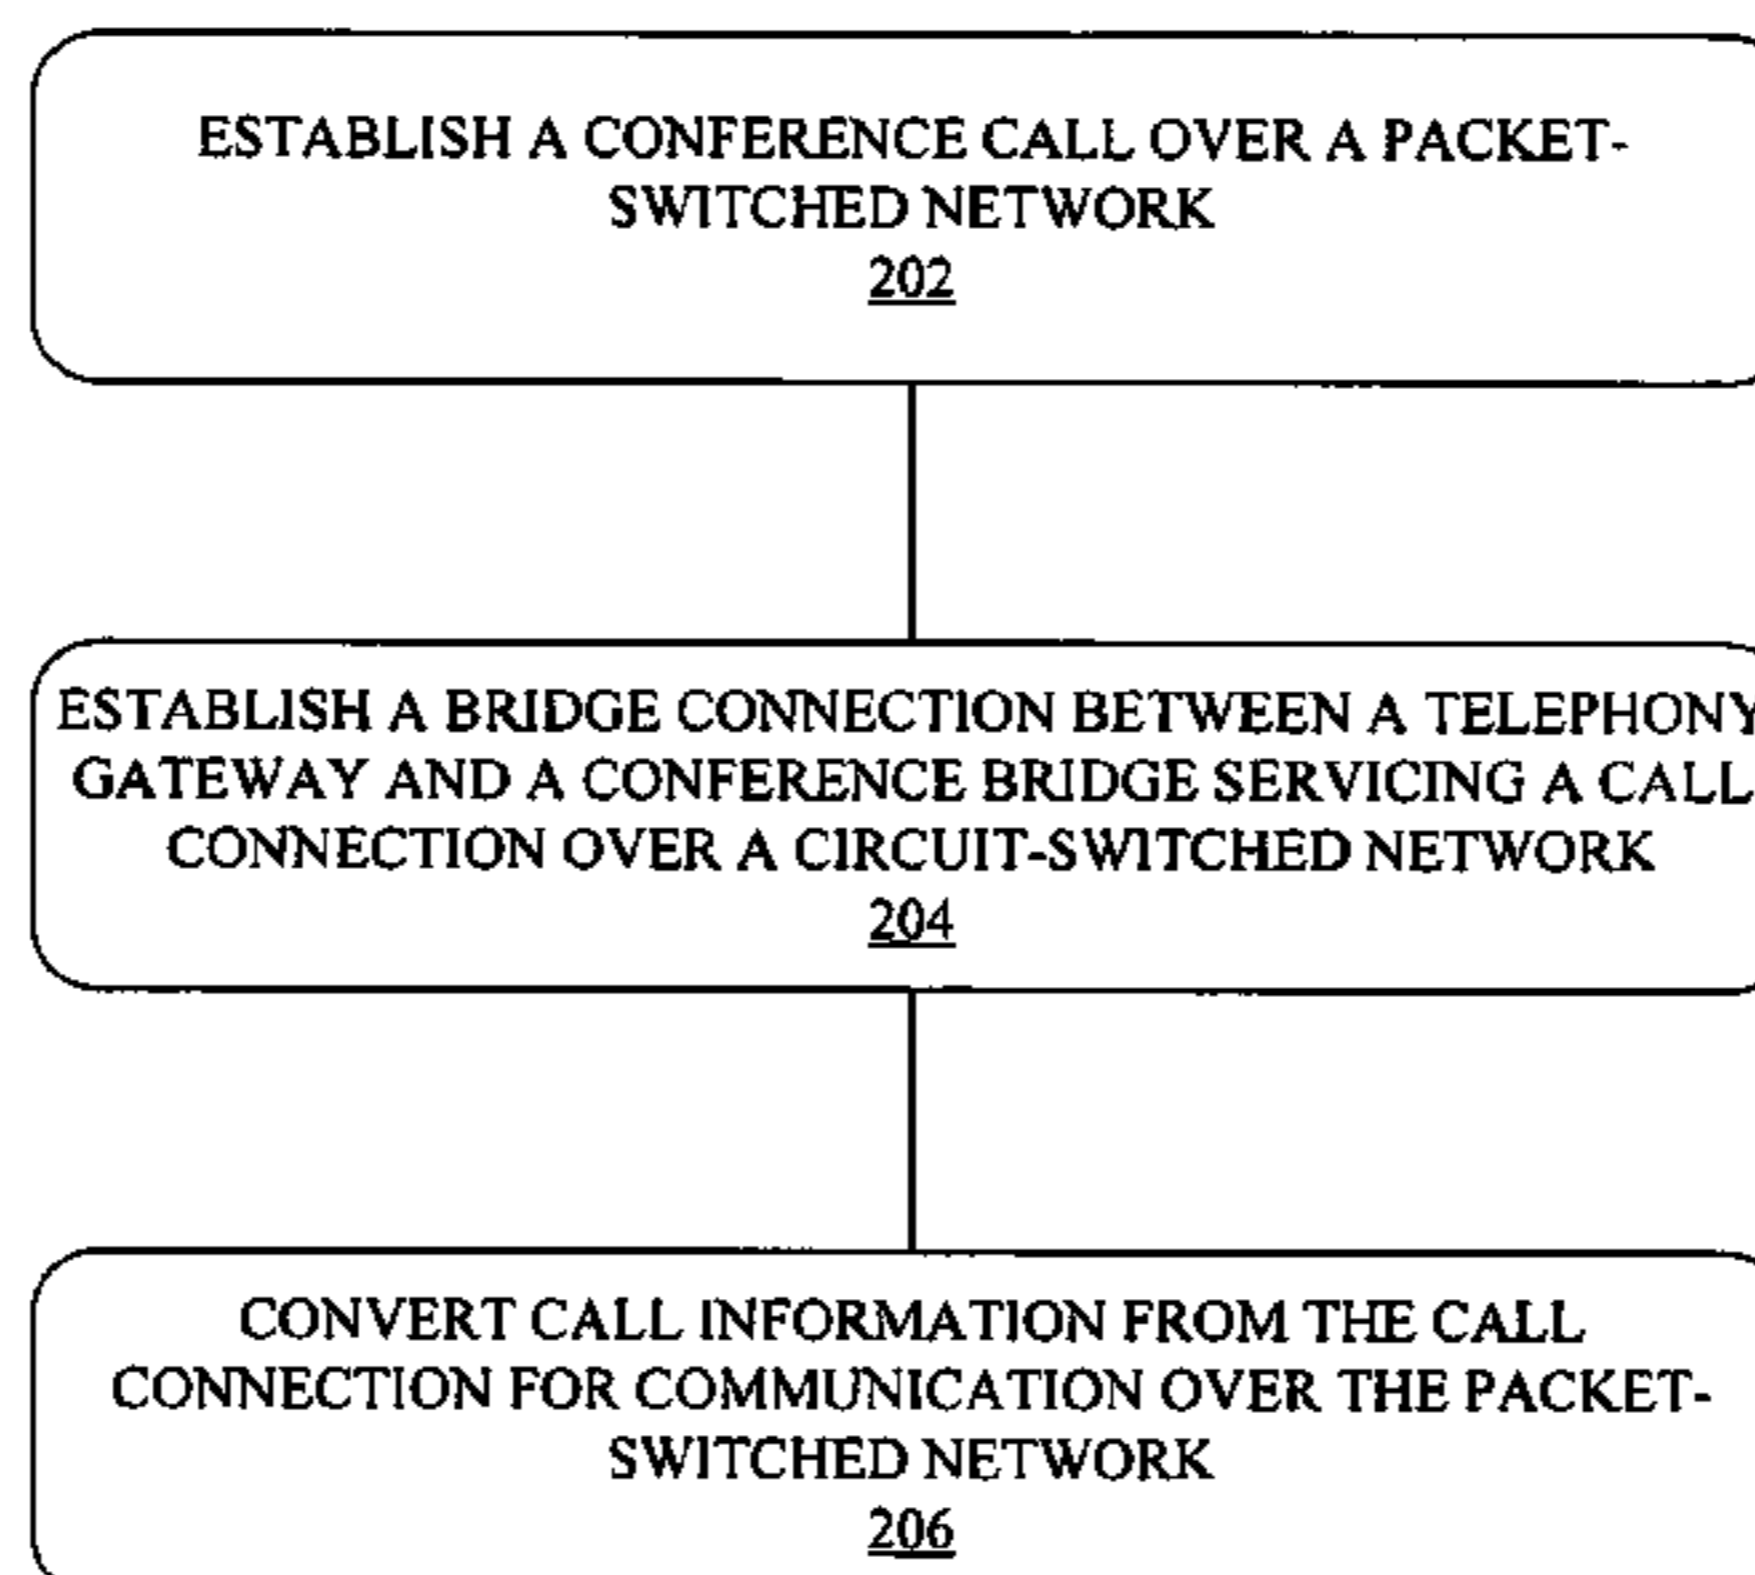 ESTABLISH A CONFERENCE CALL OVER A PACKET-
SWITCHED NETWORK
202
ESTABLISH A BRIDGE CONNECTION BETWEEN A TELEPHONY
GATEWAY AND A CONFERENCE BRIDGE SERVICING A CALL
CONNECTION OVER A CIRCUIT-SWITCHED NETWORK
204
CONVERT CALL INFORMATION FROM THE CALL
CONNECTION FOR COMMUNICATION OVER THE PACKET-
SWITCHED NETWORK
206